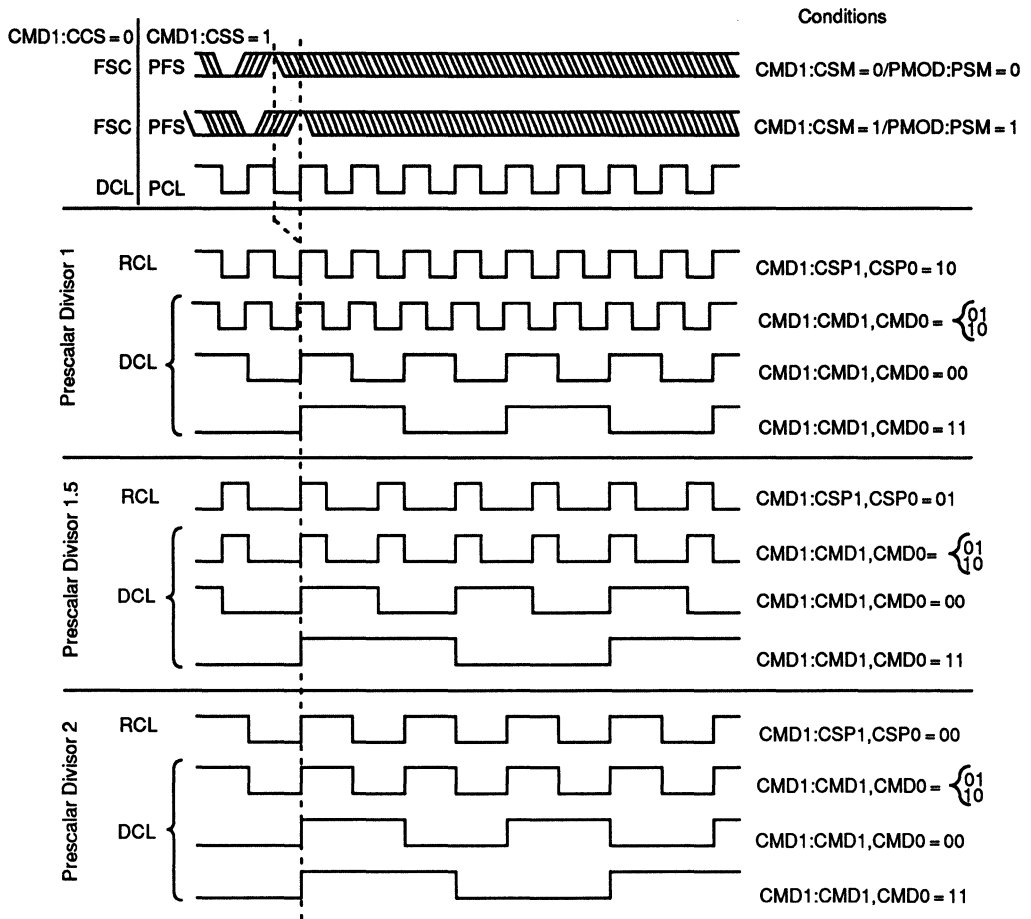 Conditions
CMD1:CCS = 0 CMD1:CSS = 1
FSC PFS CMD1:CSM = 0/PMOD:PSM = 0
FSC PFS CMD1:CSM = 1/PMOD:PSM = 1
DCL PCL
Prescalar Divisor 1
RCL CMD1:CSP1,CSP0 = 10
DCL
CMD1:CMD1,CMD0 = {01
10
CMD1:CMD1,CMD0 = 00
CMD1:CMD1,CMD0 = 11
Prescalar Divisor 1.5
RCL CMD1:CSP1,CSP0 = 01
DCL
CMD1:CMD1,CMD0= {01
10
CMD1:CMD1,CMD0 = 00
CMD1:CMD1,CMD0 = 11
Prescalar Divisor 2
RCL CMD1:CSP1,CSP0 = 00
DCL
CMD1:CMD1,CMD0 = {01
10
CMD1:CMD1,CMD0 = 00
CMD1:CMD1,CMD0 = 11